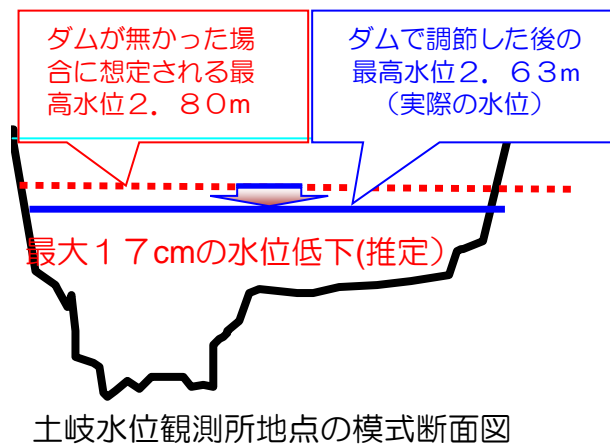 ダムが無かった場
合に想定される最
高水位2．80m
ダムで調節した後の
最高水位2．63m
（実際の水位）
最大17cmの水位低下(推定）
土岐水位観測所地点の模式断面図